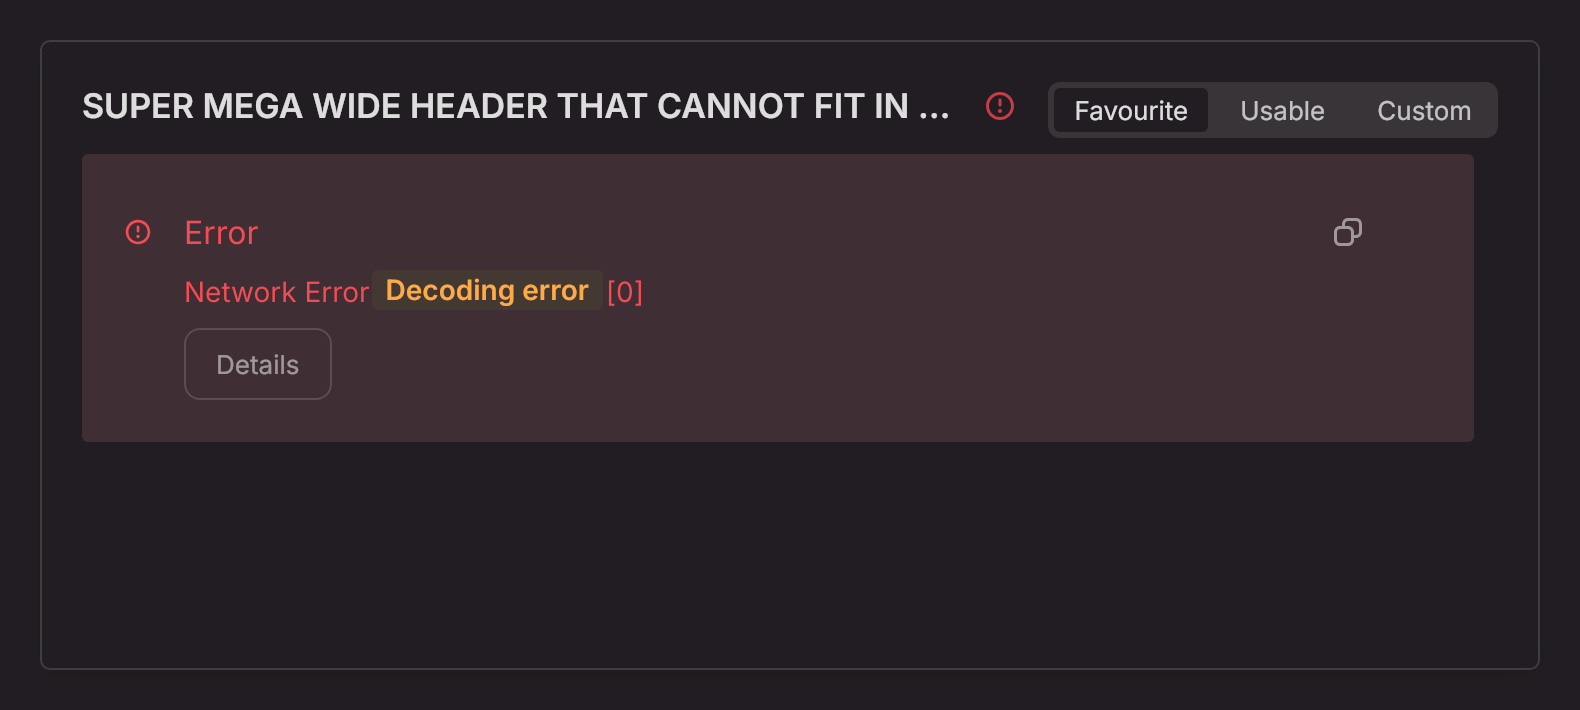 SUPER MEGA WIDE HEADER THAT CANNOT FIT IN ... Favourite Usable Custom
Error
Network Error Decoding error [0]
Details